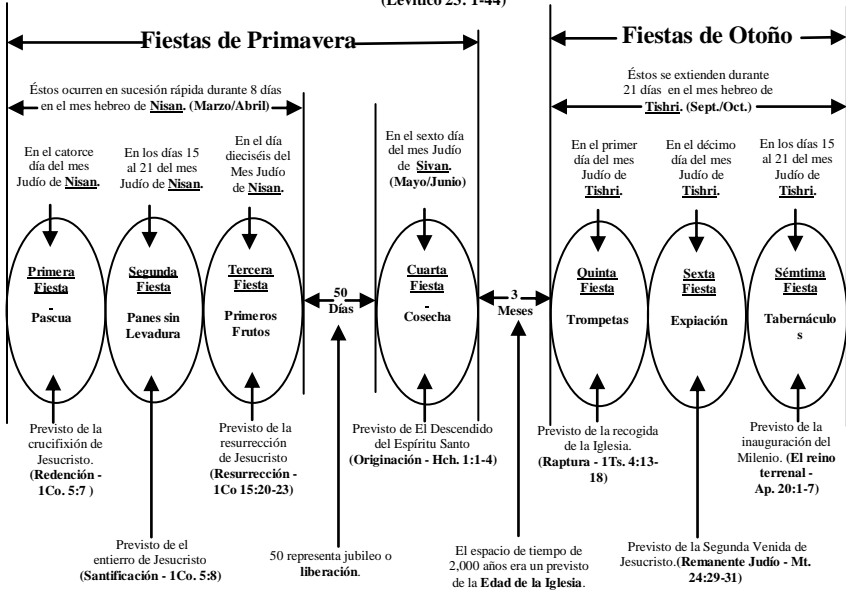 (Levítico 23: 1-44)
Fiestas de Primavera
Fiestas de Otoño
Éstos ocurren en sucesión rápida durante 8 días
en el mes hebreo de Nisan. (Marzo/Abril)
Éstos se extienden durante
21 días en el mes hebreo de
Tishri. (Sept./Oct.)
En el catorce
día del mes
Judío de Nisan.
En los días 15
al 21 del mes
Judío de Nisan.
En el día
dieciséis del
Mes Judío
de Nisan.
En el sexto día
del mes Judío
de Sivan.
(Mayo/Junio)
En el primer
día del mes
Judío de
Tishri.
En el décimo
día del mes
Judío de
Tishri.
En los días 15
al 21 del mes
Judío de
Tishri.
Primera
Fiesta
-
Pascua
Segunda
Fiesta
Panes sin
Levadura
Tercera
Fiesta
Primeros
Frutos
50
Días
Cuarta
Fiesta
-
Cosecha
3
Meses
Quinta
Fiesta
Trompetas
Sexta
Fiesta
Expiación
Sémtima
Fiesta
Tabernáculo
s
Previsto de la
crucifixión de
Jesucristo.
(Redención -
1Co. 5:7 )
Previsto de la
resurrección
de Jesucristo
(Resurrección -
1Co 15:20-23)
Previsto de El Descendido
del Espíritu Santo
(Originación - Hch. 1:1-4)
Previsto de la recogida
de la Iglesia.
(Raptura - 1Ts. 4:13-
18)
Previsto de la
inauguración del
Milenio. (El reino
terrenal -
Ap. 20:1-7)
Previsto de el
entierro de Jesucristo
(Santificación - 1Co. 5:8)
50 representa jubileo o
liberación.
El espacio de tiempo de
2,000 años era un previsto
de la Edad de la Iglesia.
Previsto de la Segunda Venida de
Jesucristo.(Remanente Judío - Mt.
24:29-31)